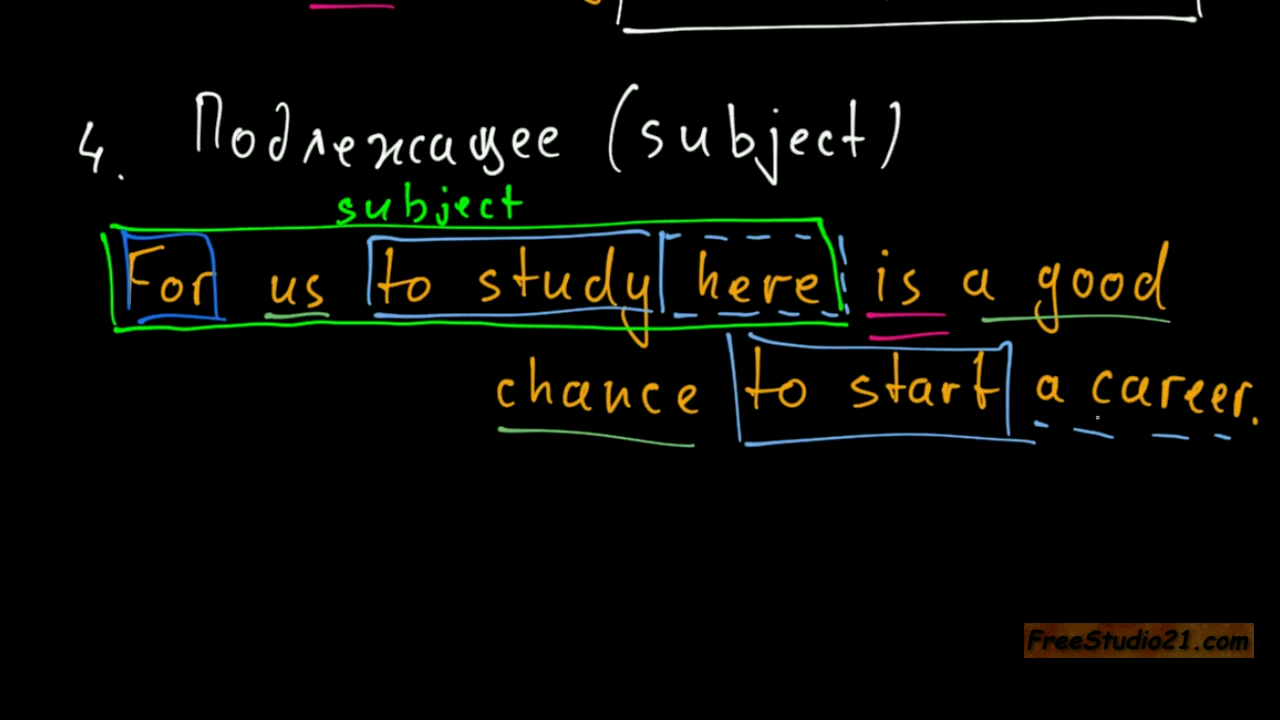 4. Подлежащее (subject)
subject
For us to study here is a good
chance to start a career.
FreeStudio21.com